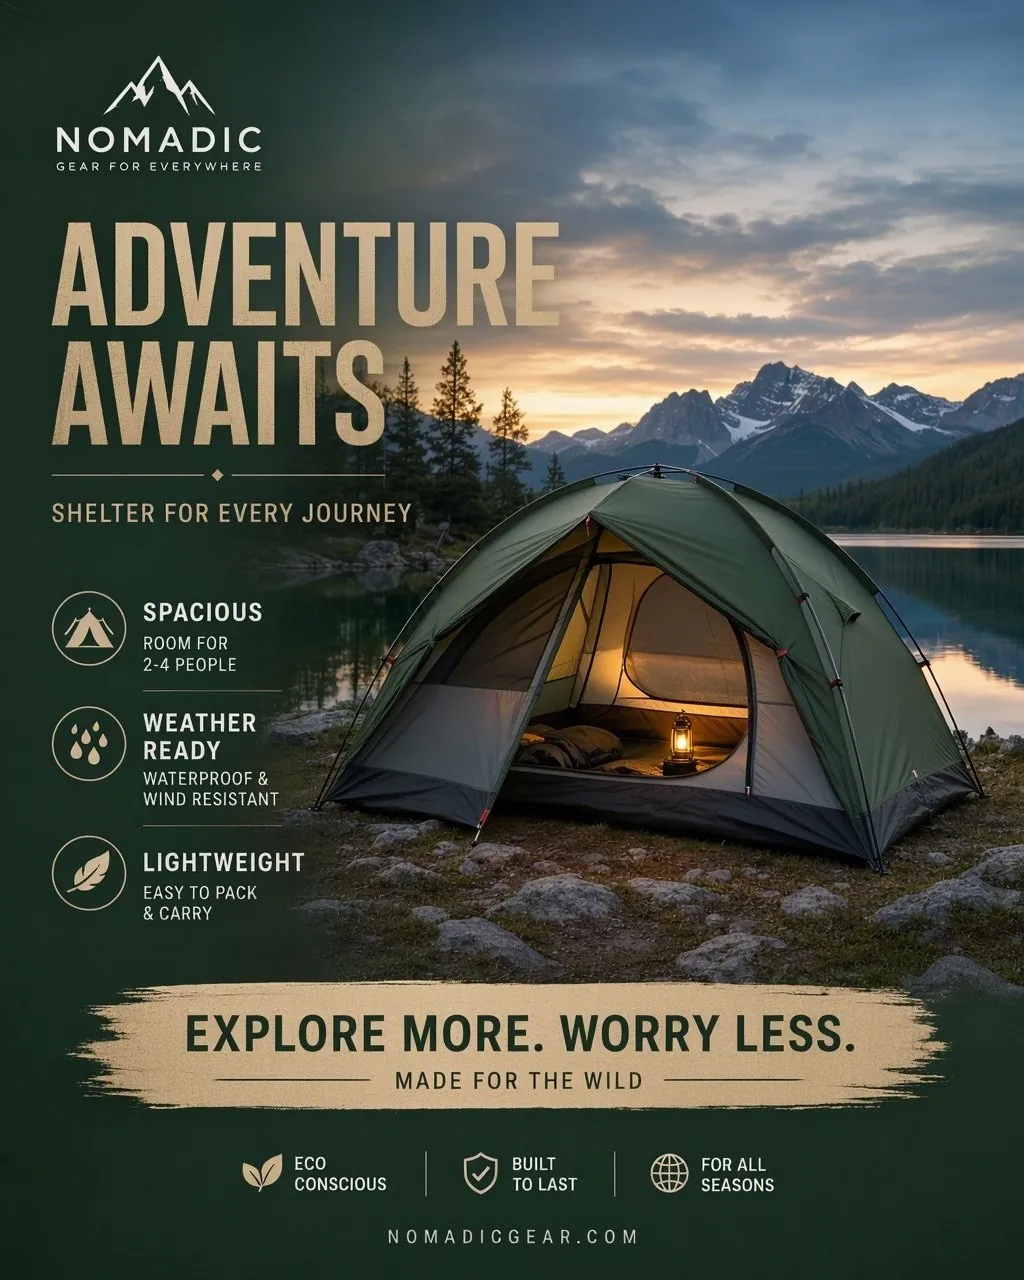 NOMADIC
GEAR FOR EVERYWHERE
ADVENTURE
AWAITS
SHELTER FOR EVERY JOURNEY
SPACIOUS
ROOM FOR
2-4 PEOPLE
WEATHER
READY
WATERPROOF &
WIND RESISTANT
LIGHTWEIGHT
EASY TO PACK
& CARRY
EXPLORE MORE. WORRY LESS.
MADE FOR THE WILD
ECO
CONSCIOUS
BUILT
TO LAST
FOR ALL
SEASONS
NOMADICGEAR.COM